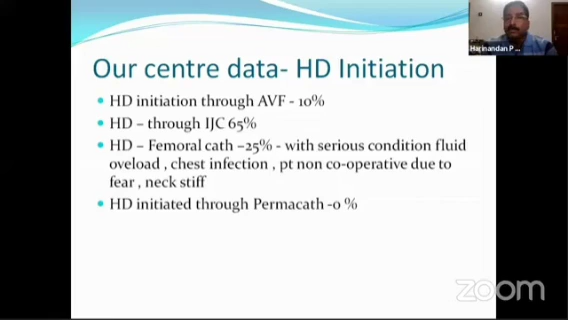 Harinandan P ...
Our centre data- HD Initiation
HD initiation through AVF - 10%
HD – through IJC 65%
HD – Femoral cath –25% - with serious condition fluid
oveload , chest infection , pt non co-operative due to
fear , neck stiff
HD initiated through Permacath -0 %
zoom